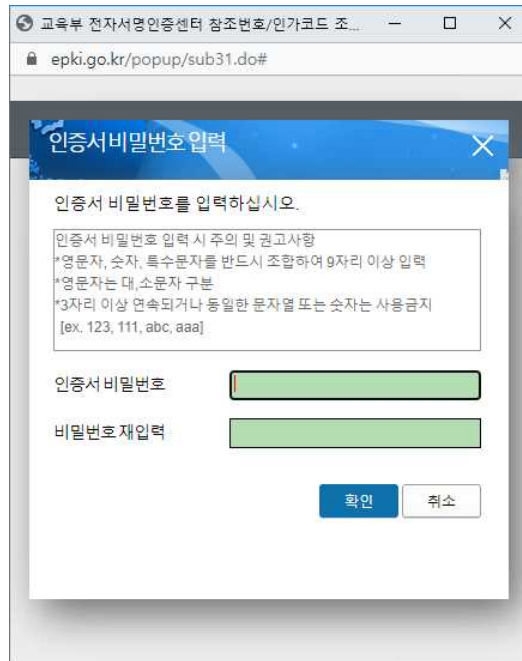 교육부 전자서명인증센터 참조번호/인가코드 조...
epki.go.kr/popup/sub31.do#
인증서 비밀번호 입력
인증서 비밀번호를 입력하십시오.
인증서 비밀번호 입력 시 주의 및 권고사항
*영문자, 숫자, 특수문자를 반드시 조합하여 9자리 이상 입력
*영문자는 대,소문자 구분
*3자리 이상 연속되거나 동일한 문자열 또는 숫자는 사용금지
[ex. 123, 111, abc, aaa]
인증서 비밀번호
비밀번호 재입력
확인 취소